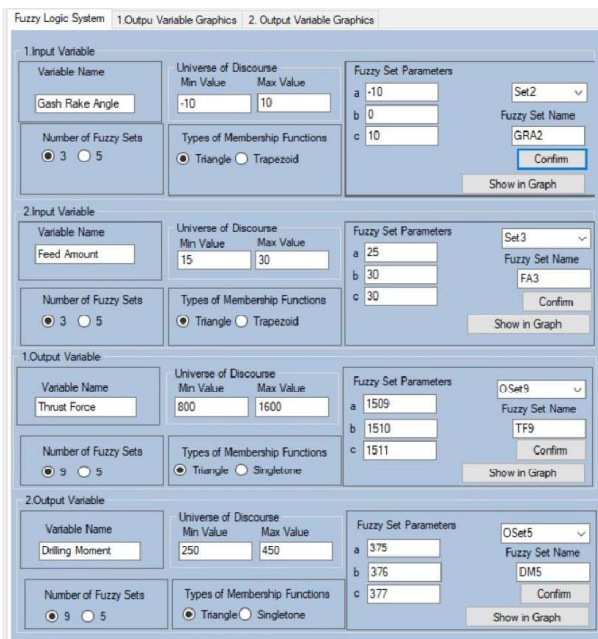 Fuzzy Logic System 1.Outpu Variable Graphics 2. Output Variable Graphics
1.Input Variable
Variable Name
Gash Rake Angle
Universe of Discourse
Min Value Max Value
-10 10
Fuzzy Set Parameters
a -10
b 0
c 10
Set2
Fuzzy Set Name
GRA2
Confirm
Show in Graph
Number of Fuzzy Sets
3 5
Types of Membership Functions
Triangle Trapezoid
2.Input Variable
Variable Name
Feed Amount
Universe of Discourse
Min Value Max Value
15 30
Fuzzy Set Parameters
a 25
b 30
c 30
Set3
Fuzzy Set Name
FA3
Confirm
Show in Graph
Number of Fuzzy Sets
3 5
Types of Membership Functions
Triangle Trapezoid
1.Output Variable
Variable Name
Thrust Force
Universe of Discourse
Min Value Max Value
800 1600
Fuzzy Set Parameters
a 1509
b 1510
c 1511
OSet9
Fuzzy Set Name
TF9
Confirm
Show in Graph
Number of Fuzzy Sets
9 5
Types of Membership Functions
Triangle Singletone
2.Output Variable
Variable Name
Drilling Moment
Universe of Discourse
Min Value Max Value
250 450
Fuzzy Set Parameters
a 375
b 376
c 377
OSet5
Fuzzy Set Name
DM5
Confirm
Show in Graph
Number of Fuzzy Sets
9 5
Types of Membership Functions
Triangle Singletone